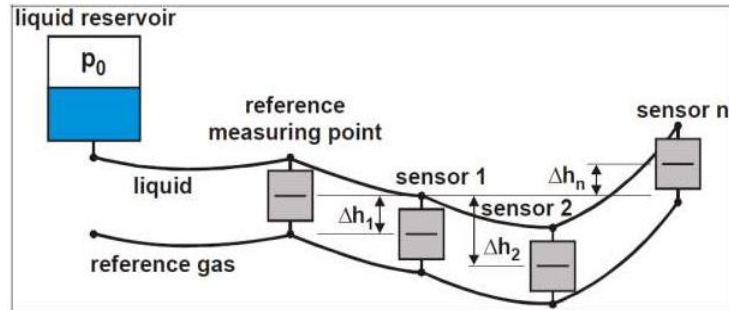 liquid reservoir
p₀
reference
measuring point
sensor n
liquid
sensor 1
Δhₙ
Δh₁
sensor 2
Δh₂
reference gas